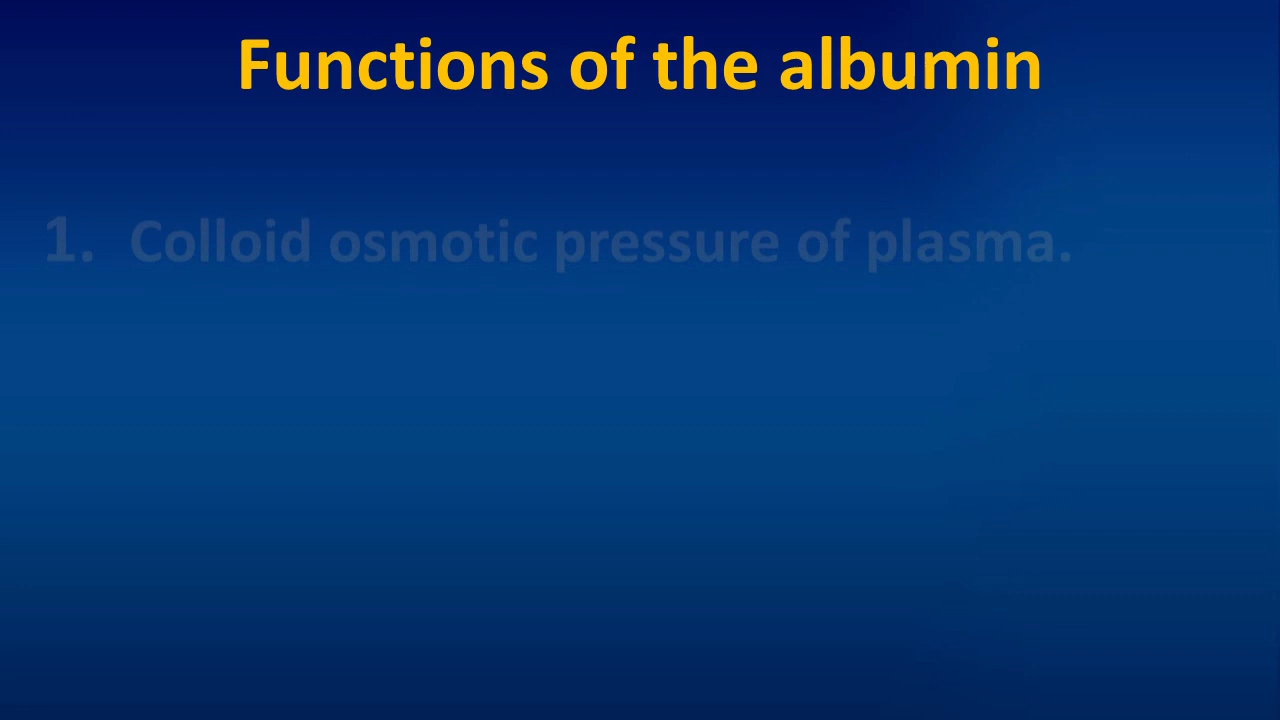 Functions of the albumin
1. Colloid osmotic pressure of plasma.